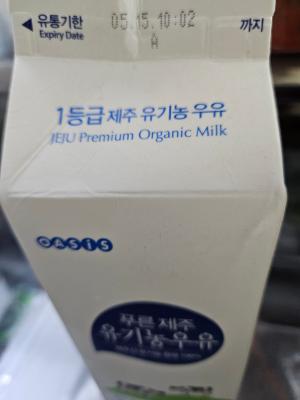 ◀ 유통기한 05.15.10:02 까지
Expiry Date A
1등급 제주 유기농 우유
JEJU Premium Organic Milk
OASIS
푸른 제주
유기농 우유